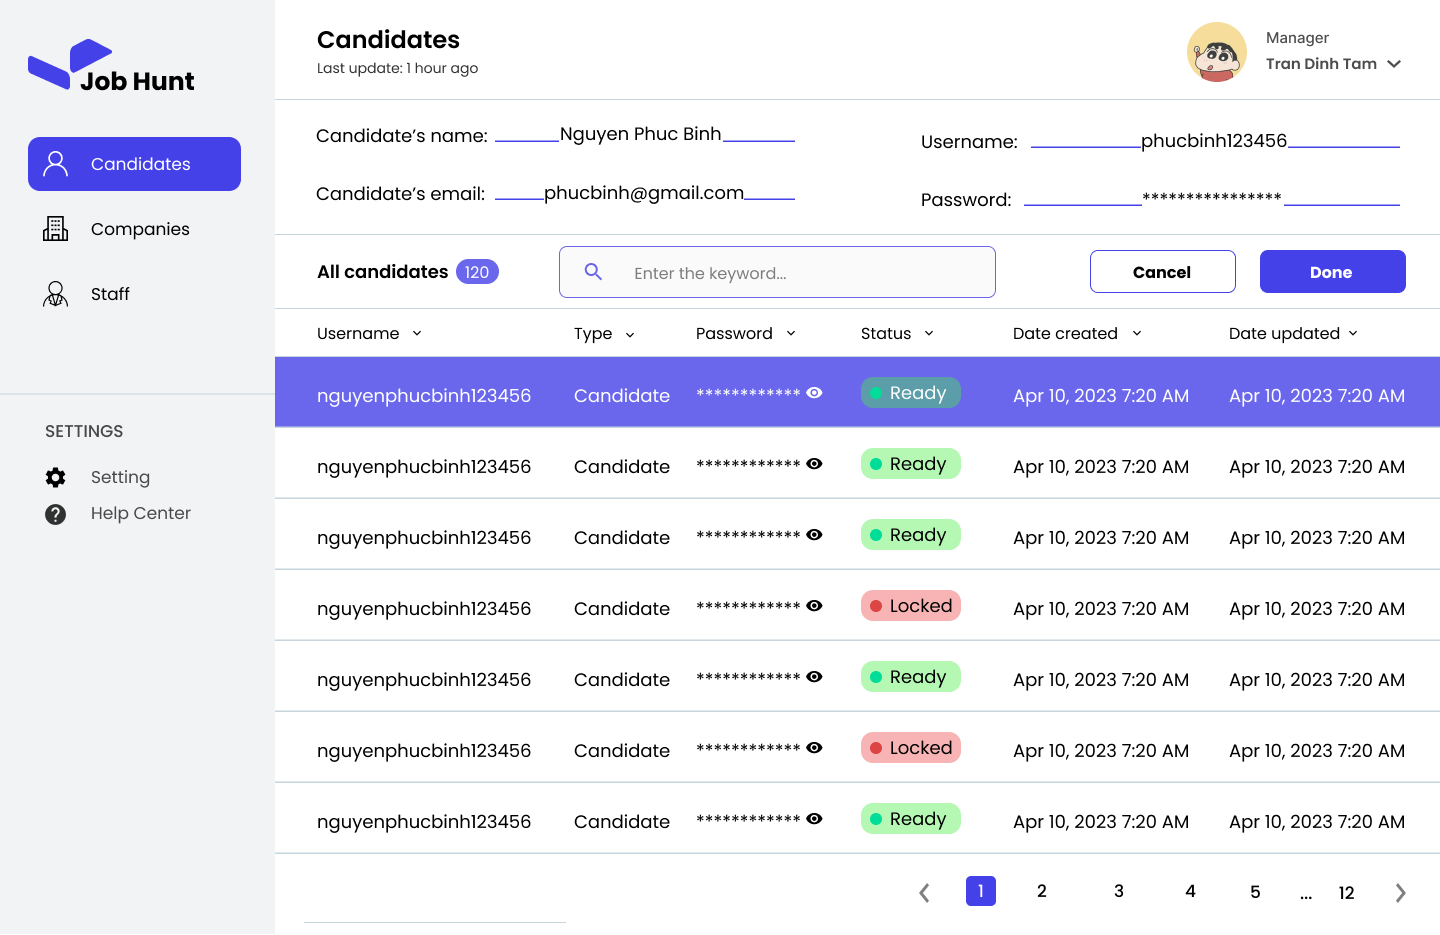 Job Hunt
Candidates
Companies
Staff
SETTINGS
Setting
Help Center
Candidates
Last update: 1 hour ago
Manager
Tran Dinh Tam
Candidate’s name: Nguyen Phuc Binh
Username: phucbinh123456
Candidate’s email: phucbinh@gmail.com
Password: ****************
All candidates 120
Enter the keyword...
Cancel
Done
Username Type Password Status Date created Date updated
nguyenphucbinh123456 Candidate ************ Ready Apr 10, 2023 7:20 AM Apr 10, 2023 7:20 AM
nguyenphucbinh123456 Candidate ************ Ready Apr 10, 2023 7:20 AM Apr 10, 2023 7:20 AM
nguyenphucbinh123456 Candidate ************ Ready Apr 10, 2023 7:20 AM Apr 10, 2023 7:20 AM
nguyenphucbinh123456 Candidate ************ Locked Apr 10, 2023 7:20 AM Apr 10, 2023 7:20 AM
nguyenphucbinh123456 Candidate ************ Ready Apr 10, 2023 7:20 AM Apr 10, 2023 7:20 AM
nguyenphucbinh123456 Candidate ************ Locked Apr 10, 2023 7:20 AM Apr 10, 2023 7:20 AM
nguyenphucbinh123456 Candidate ************ Ready Apr 10, 2023 7:20 AM Apr 10, 2023 7:20 AM
1 2 3 4 5 ... 12